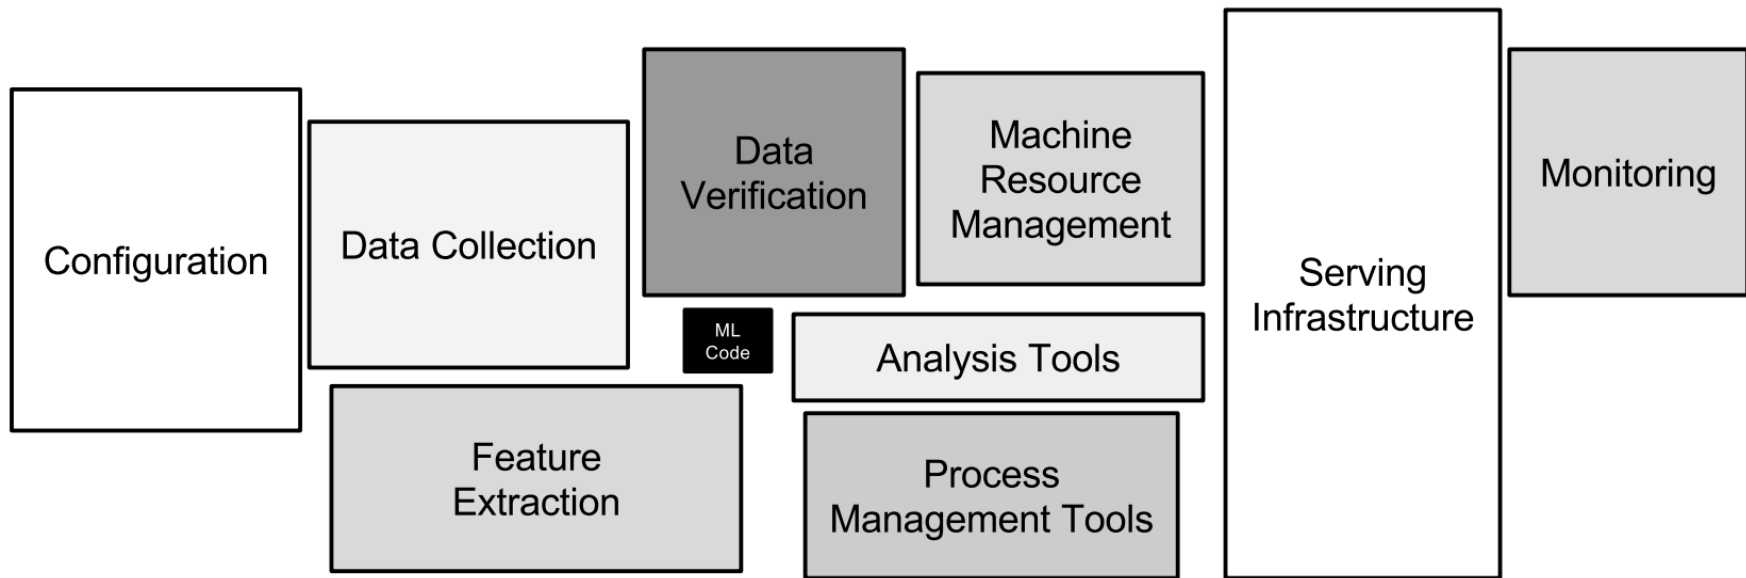 Configuration
Data Collection
Data
Verification
Machine
Resource
Management
Monitoring
Serving
Infrastructure
ML
Code
Analysis Tools
Feature
Extraction
Process
Management Tools